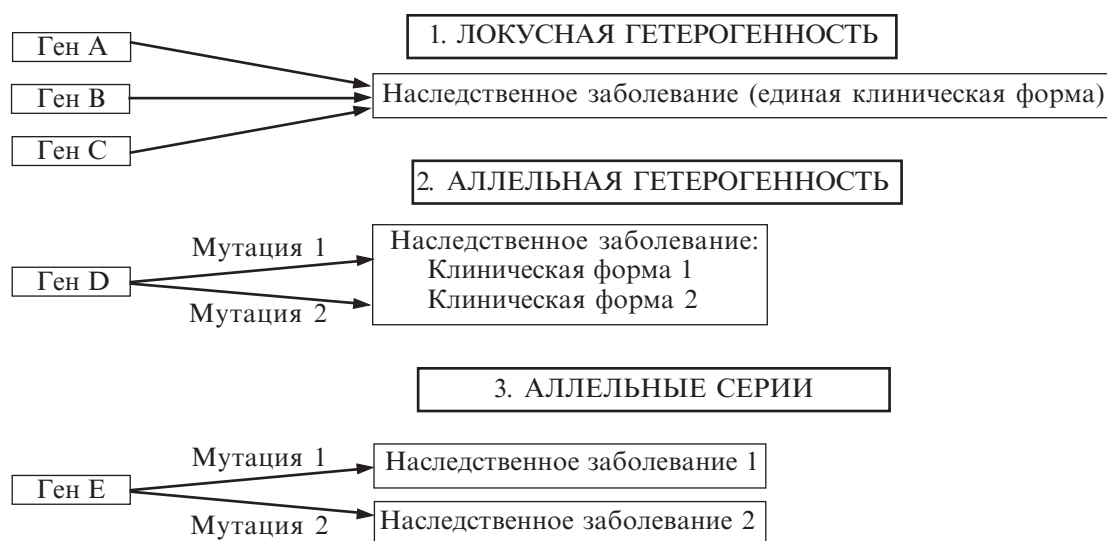 1. ЛОКУСНАЯ ГЕТЕРОГЕННОСТЬ
Ген A
Ген B
Ген C
Наследственное заболевание (единая клиническая форма)
2. АЛЛЕЛЬНАЯ ГЕТЕРОГЕННОСТЬ
Ген D
Мутация 1
Мутация 2
Наследственное заболевание:
Клиническая форма 1
Клиническая форма 2
3. АЛЛЕЛЬНЫЕ СЕРИИ
Ген E
Мутация 1
Мутация 2
Наследственное заболевание 1
Наследственное заболевание 2